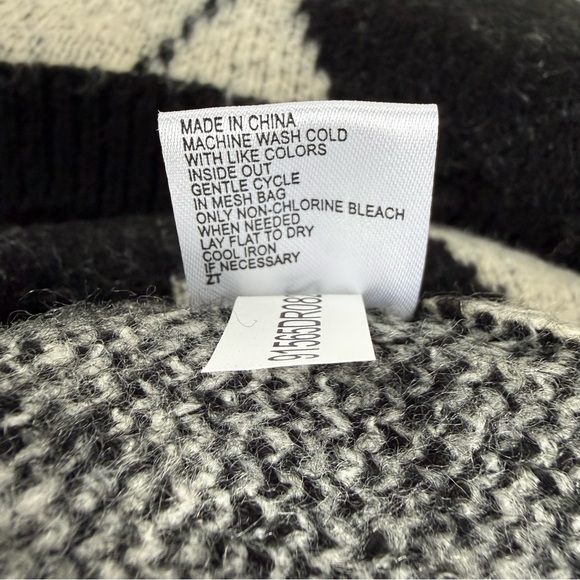 MADE IN CHINA
MACHINE WASH COLD
WITH LIKE COLORS
INSIDE OUT
GENTLE CYCLE
IN MESH BAG
ONLY NON-CHLORINE BLEACH
WHEN NEEDED
LAY FLAT TO DRY
COOL IRON
IF NECESSARY
ZT
91565DR08